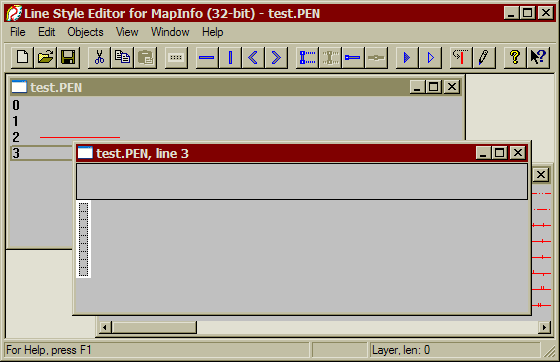 Line Style Editor for MapInfo (32-bit) - test.PEN
File Edit Objects View Window Help
test.PEN
0
1
2
3
test.PEN, line 3
For Help, press F1
Layer, len: 0